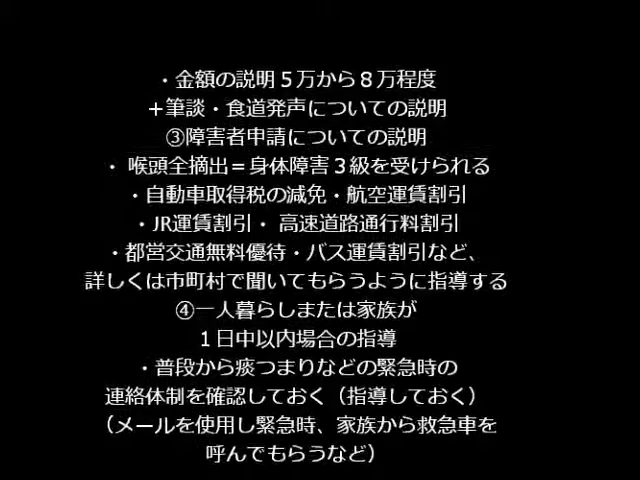 ・金額の説明５万から８万程度
＋筆談・食道発声についての説明
③障害者申請についての説明
・ 喉頭全摘出＝身体障害３級を受けられる
・自動車取得税の減免・航空運賃割引
・JR運賃割引・ 高速道路通行料割引
・都営交通無料優待・バス運賃割引など、
詳しくは市町村で聞いてもらうように指導する
④一人暮らしまたは家族が
１日中以内場合の指導
・普段から痰つまりなどの緊急時の
連絡体制を確認しておく（指導しておく）
（メールを使用し緊急時、家族から救急車を
呼んでもらうなど）